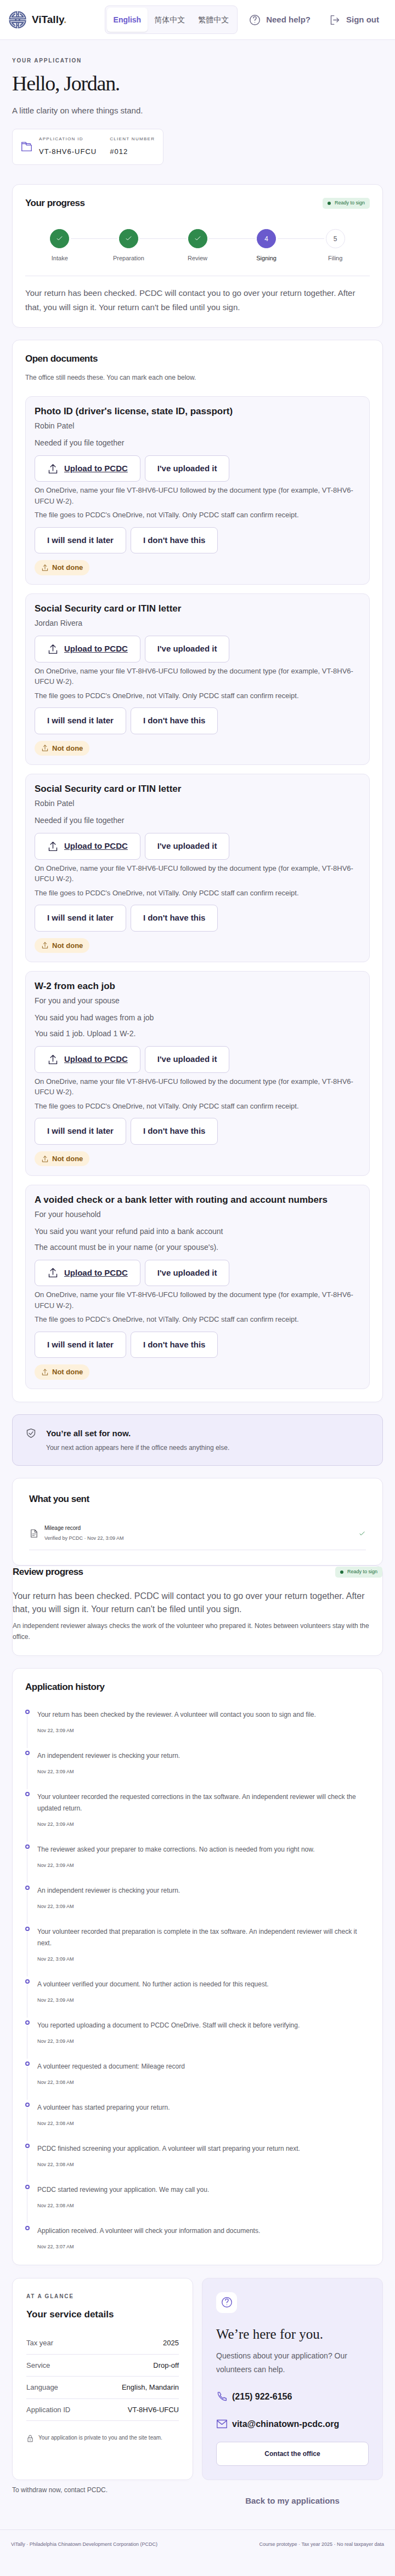 ViTally.
English
简体中文
繁體中文
Need help?
Sign out
YOUR APPLICATION
Hello, Jordan.
A little clarity on where things stand.
APPLICATION ID
VT-8HV6-UFCU
CLIENT NUMBER
#012
Your progress
Ready to sign
4
5
Intake
Preparation
Review
Signing
Filing
Your return has been checked. PCDC will contact you to go over your return together. After
that, you will sign it. Your return can't be filed until you sign.
Open documents
The office still needs these. You can mark each one below.
Photo ID (driver's license, state ID, passport)
Robin Patel
Needed if you file together
Upload to PCDC
I've uploaded it
On OneDrive, name your file VT-8HV6-UFCU followed by the document type (for example, VT-8HV6-
UFCU W-2).
The file goes to PCDC's OneDrive, not ViTally. Only PCDC staff can confirm receipt.
I will send it later
I don't have this
Not done
Social Security card or ITIN letter
Jordan Rivera
Upload to PCDC
I've uploaded it
On OneDrive, name your file VT-8HV6-UFCU followed by the document type (for example, VT-8HV6-
UFCU W-2).
The file goes to PCDC's OneDrive, not ViTally. Only PCDC staff can confirm receipt.
I will send it later
I don't have this
Not done
Social Security card or ITIN letter
Robin Patel
Needed if you file together
Upload to PCDC
I've uploaded it
On OneDrive, name your file VT-8HV6-UFCU followed by the document type (for example, VT-8HV6-
UFCU W-2).
The file goes to PCDC's OneDrive, not ViTally. Only PCDC staff can confirm receipt.
I will send it later
I don't have this
Not done
W-2 from each job
For you and your spouse
You said you had wages from a job
You said 1 job. Upload 1 W-2.
Upload to PCDC
I've uploaded it
On OneDrive, name your file VT-8HV6-UFCU followed by the document type (for example, VT-8HV6-
UFCU W-2).
The file goes to PCDC's OneDrive, not ViTally. Only PCDC staff can confirm receipt.
I will send it later
I don't have this
Not done
A voided check or a bank letter with routing and account numbers
For your household
You said you want your refund paid into a bank account
The account must be in your name (or your spouse's).
Upload to PCDC
I've uploaded it
On OneDrive, name your file VT-8HV6-UFCU followed by the document type (for example, VT-8HV6-
UFCU W-2).
The file goes to PCDC's OneDrive, not ViTally. Only PCDC staff can confirm receipt.
I will send it later
I don't have this
Not done
You're all set for now.
Your next action appears here if the office needs anything else.
What you sent
Mileage record
Verified by PCDC · Nov 22, 3:09 AM
Review progress
Ready to sign
Your return has been checked. PCDC will contact you to go over your return together. After
that, you will sign it. Your return can't be filed until you sign.
An independent reviewer always checks the work of the volunteer who prepared it. Notes between volunteers stay with the
office.
Application history
Your return has been checked by the reviewer. A volunteer will contact you soon to sign and file.
Nov 22, 3:09 AM
An independent reviewer is checking your return.
Nov 22, 3:09 AM
Your volunteer recorded the requested corrections in the tax software. An independent reviewer will check the
updated return.
Nov 22, 3:09 AM
The reviewer asked your preparer to make corrections. No action is needed from you right now.
Nov 22, 3:09 AM
An independent reviewer is checking your return.
Nov 22, 3:09 AM
Your volunteer recorded that preparation is complete in the tax software. An independent reviewer will check it
next.
Nov 22, 3:09 AM
A volunteer verified your document. No further action is needed for this request.
Nov 22, 3:09 AM
You reported uploading a document to PCDC OneDrive. Staff will check it before verifying.
Nov 22, 3:09 AM
A volunteer requested a document: Mileage record
Nov 22, 3:09 AM
A volunteer has started preparing your return.
Nov 22, 3:08 AM
PCDC finished screening your application. A volunteer will start preparing your return next.
Nov 22, 3:08 AM
PCDC started reviewing your application. We may call you.
Nov 22, 3:08 AM
Application received. A volunteer will check your information and documents.
Nov 22, 3:07 AM
AT A GLANCE
Your service details
Tax year
2025
Service
Drop-off
Language
English, Mandarin
Application ID
VT-8HV6-UFCU
Your application is private to you and the site team.
To withdraw now, contact PCDC.
We're here for you.
Questions about your application? Our
volunteers can help.
(215) 922-6156
vita@chinatown-pcdc.org
Contact the office
Back to my applications
ViTally · Philadelphia Chinatown Development Corporation (PCDC)
Course prototype · Tax year 2025 · No real taxpayer data